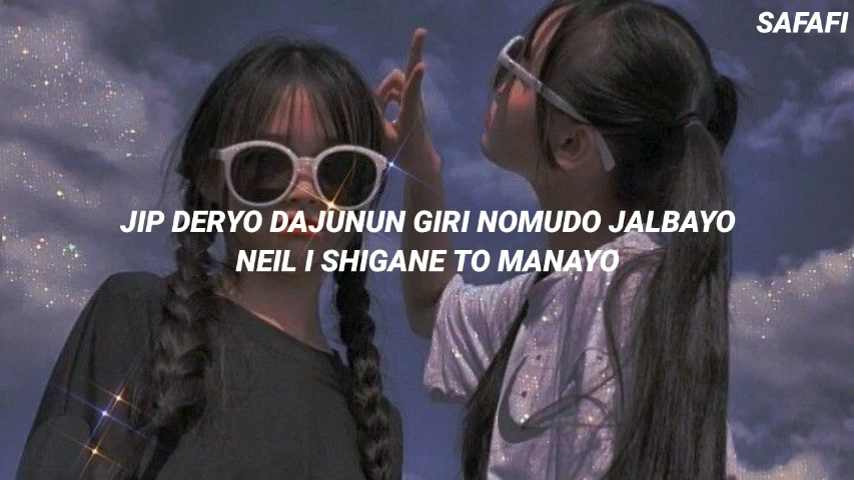 SAFAFI
JIP DERYO DAJUNUN GIRI NOMUDO JALBAYO
NEIL I SHIGANE TO MANAYO